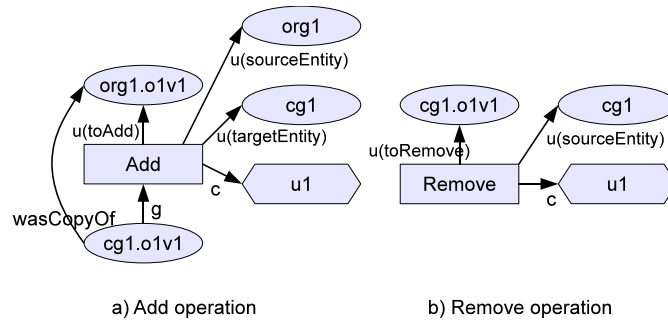 org1
u(sourceEntity)
org1.o1v1
u(toAdd)
cg1
u(targetEntity)
Add
u1
c
g
wasCopyOf
cg1.o1v1
a) Add operation
cg1.o1v1
cg1
u(toRemove)
u(sourceEntity)
Remove
u1
c
b) Remove operation